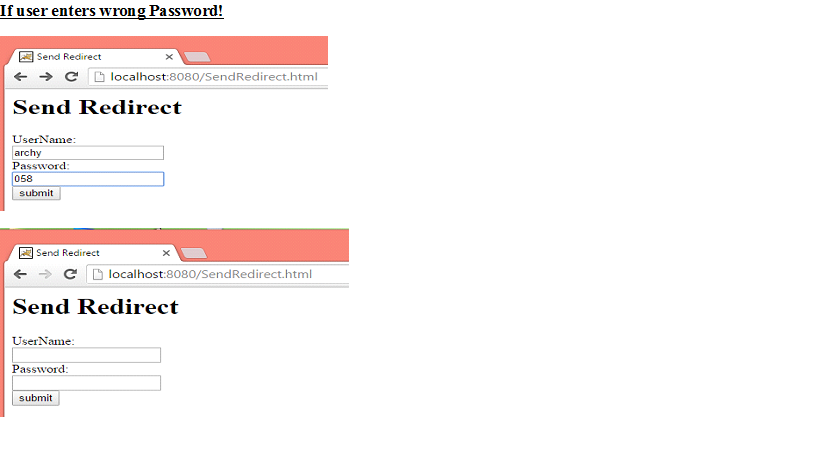 If user enters wrong Password!
Send Redirect
localhost:8080/SendRedirect.html
Send Redirect
UserName:
archy
Password:
058
submit
Send Redirect
localhost:8080/SendRedirect.html
Send Redirect
UserName:
Password:
submit